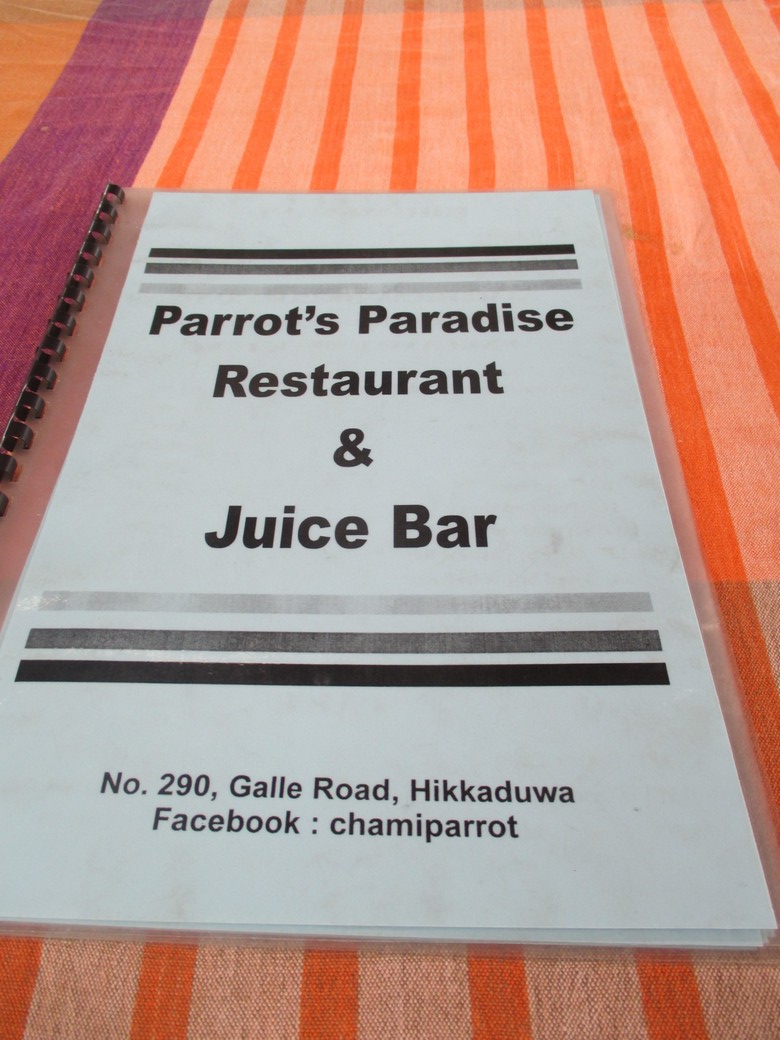 Parrot's Paradise
Restaurant
&
Juice Bar
No. 290, Galle Road, Hikkaduwa
Facebook : chamiparrot